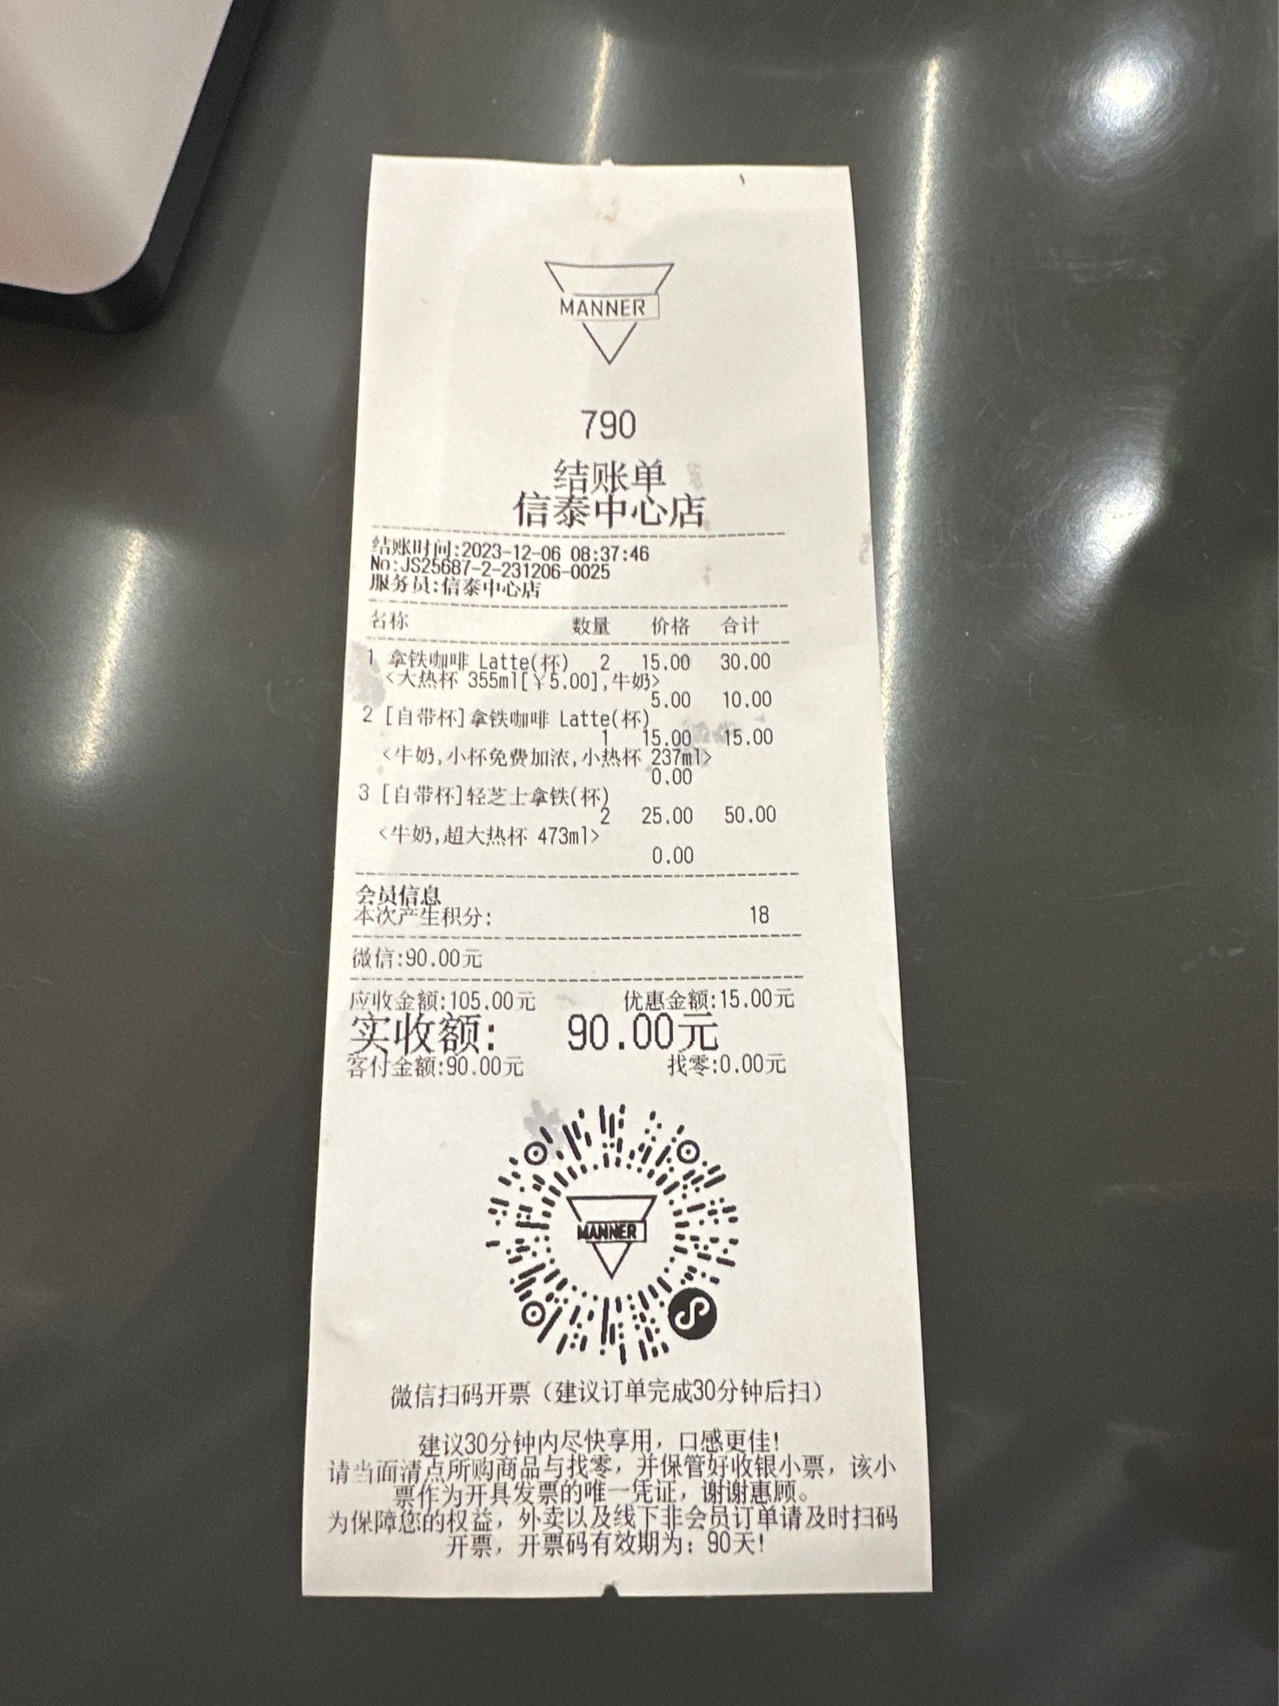 MANNER
790
结账单
信泰中心店
结账时间:2023-12-06 08:37:46
No:JS25687-2-231206-0025
服务员:信泰中心店
名称 数量 价格 合计
1 拿铁咖啡 Latte(杯) 2 15.00 30.00
<大热杯 355ml[￥5.00],牛奶>
5.00 10.00
2 [自带杯]拿铁咖啡 Latte(杯)
1 15.00 15.00
<牛奶,小杯免费加浓,小热杯 237ml>
0.00
3 [自带杯]轻芝士拿铁(杯)
2 25.00 50.00
<牛奶,超大热杯 473ml>
0.00
会员信息
本次产生积分: 18
微信:90.00元
应收金额:105.00元 优惠金额:15.00元
实收额: 90.00元
客付金额:90.00元 找零:0.00元
MANNER
微信扫码开票（建议订单完成30分钟后扫）
建议30分钟内尽快享用，口感更佳!
请当面清点所购商品与找零，并保管好收银小票，该小
票作为开具发票的唯一凭证，谢谢惠顾。
为保障您的权益，外卖以及线下非会员订单请及时扫码
开票，开票码有效期为：90天!